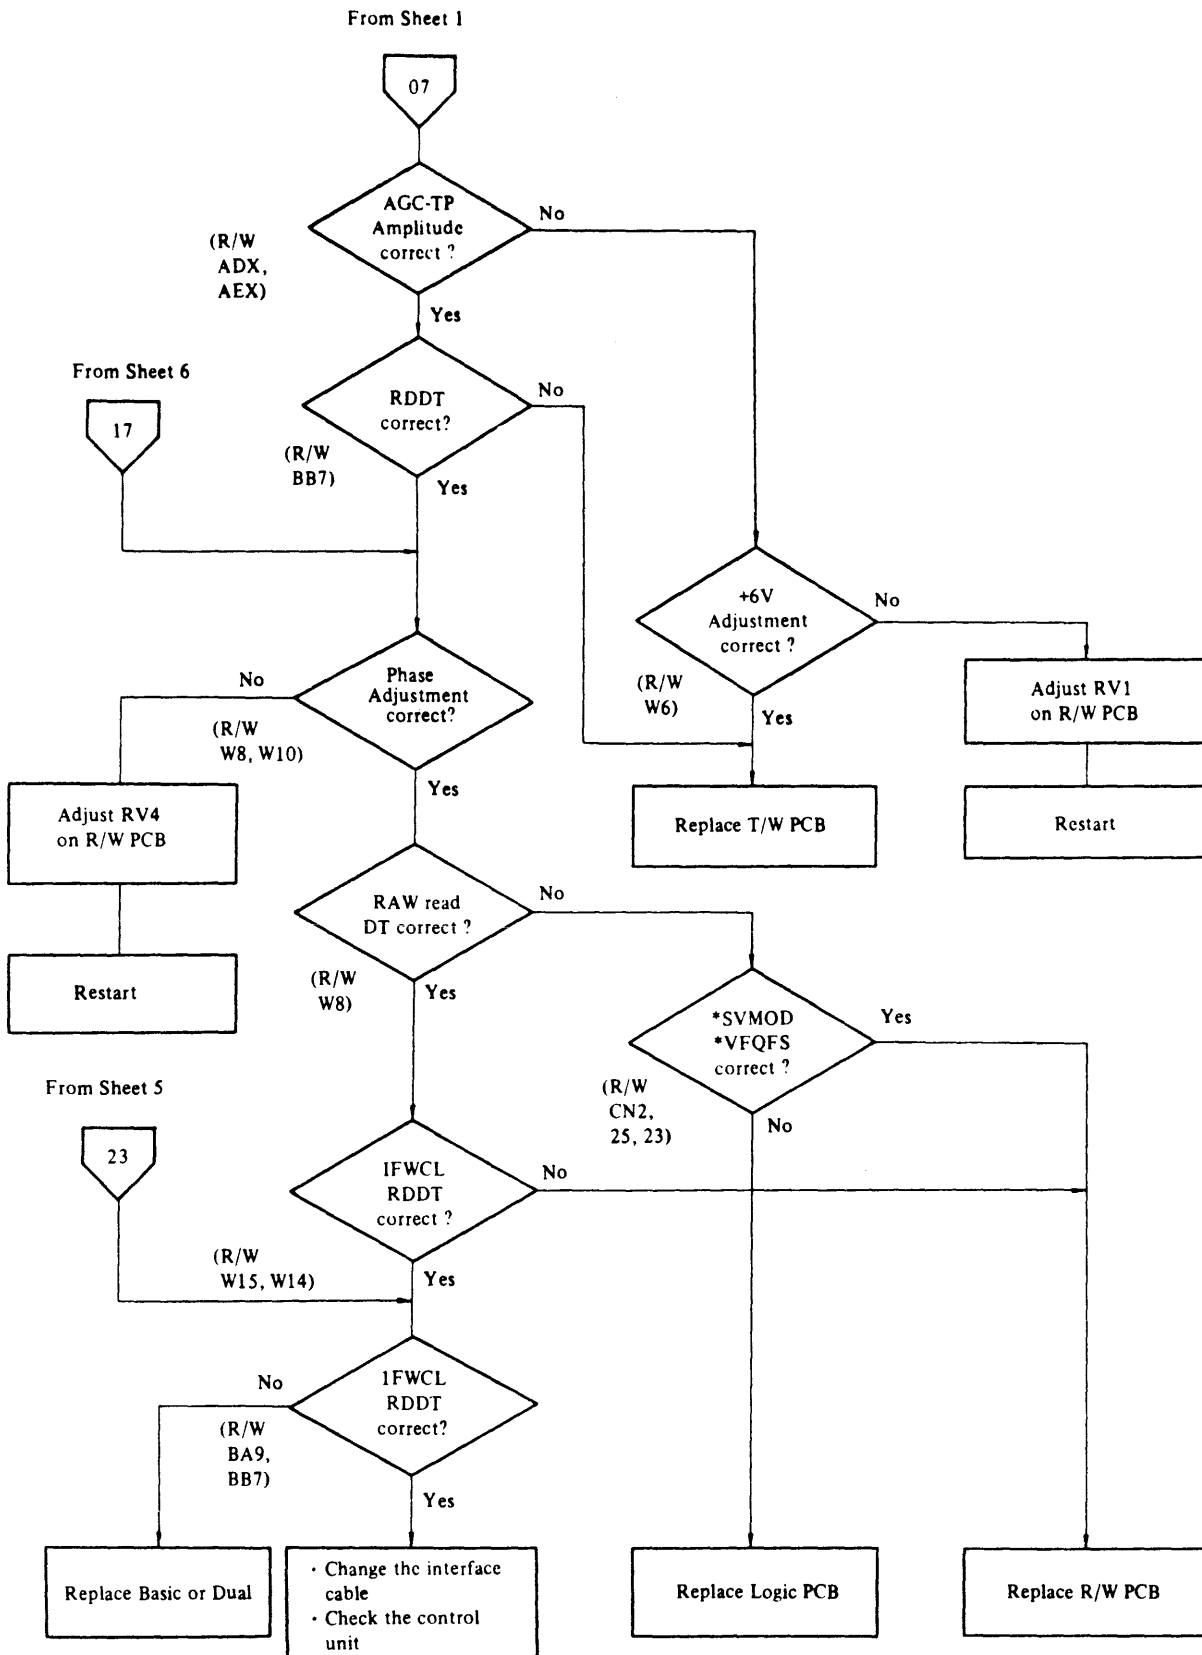 From Sheet 1
07
AGC-TP
Amplitude
correct ?
No
(R/W
ADX,
AEX)
Yes
From Sheet 6
17
RDDT
correct?
No
(R/W
BB7)
Yes
+6V
Adjustment
correct ?
No
(R/W
W6)
Yes
Adjust RV1
on R/W PCB
Phase
Adjustment
correct?
No
(R/W
W8, W10)
Yes
Adjust RV4
on R/W PCB
Replace T/W PCB
Restart
RAW read
DT correct ?
No
(R/W
W8)
Yes
Restart
*SVMOD
*VFQFS
correct ?
Yes
(R/W
CN2,
25, 23)
No
From Sheet 5
23
1FWCL
RDDT
correct ?
No
(R/W
W15, W14)
Yes
1FWCL
RDDT
correct?
No
(R/W
BA9,
BB7)
Yes
Replace Basic or Dual
· Change the interface
cable
· Check the control
unit
Replace Logic PCB
Replace R/W PCB